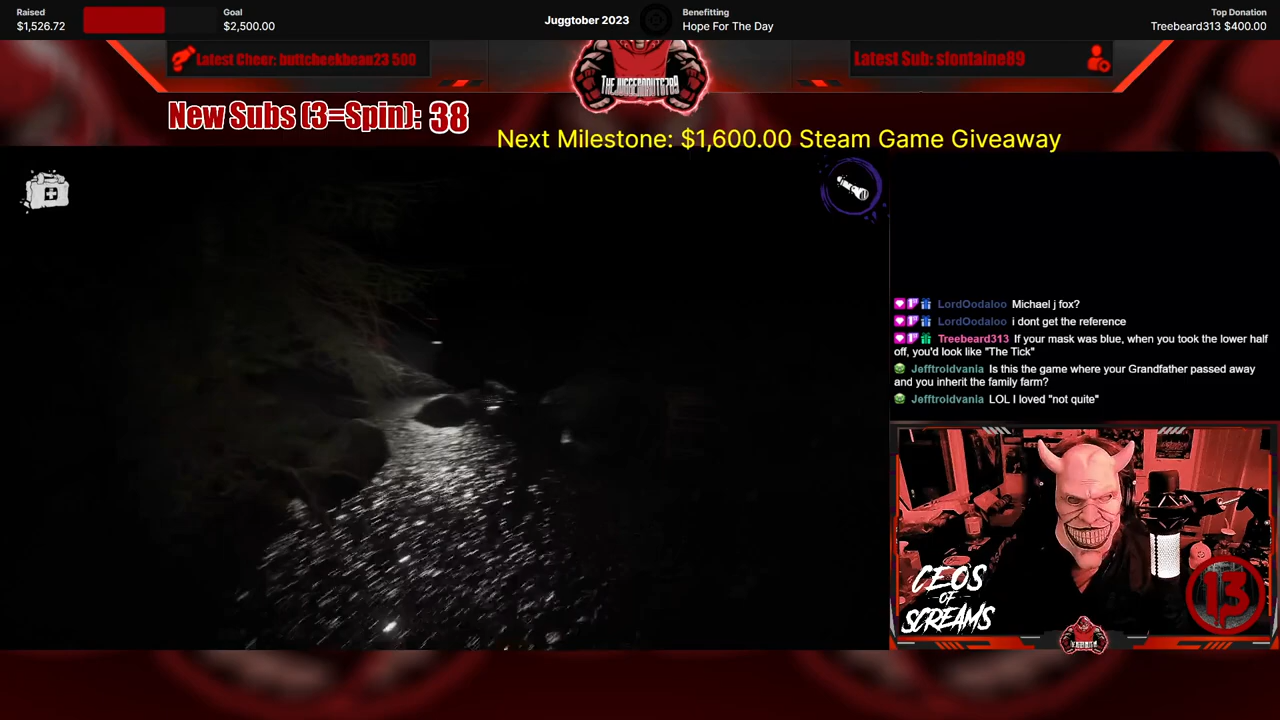 Raised
$1,526.72
Goal
$2,500.00
Juggtober 2023
Benefitting
Hope For The Day
Top Donation
Treebeard313 $400.00
Latest Cheer: buttcheekbean23 500
THEJUGGERNAUT6789
Latest Sub: sfontaine89
New Subs (3=Spin): 38
Next Milestone: $1,600.00 Steam Game Giveaway
LordOodaloo Michael j fox?
LordOodaloo i dont get the reference
Treebeard313 If your mask was blue, when you took the lower half
off, you'd look like "The Tick"
Jefftroldvania Is this the game where your Grandfather passed away
and you inherit the family farm?
Jefftroldvania LOL I loved "not quite"
CEOS
OF
SCREAMS
13